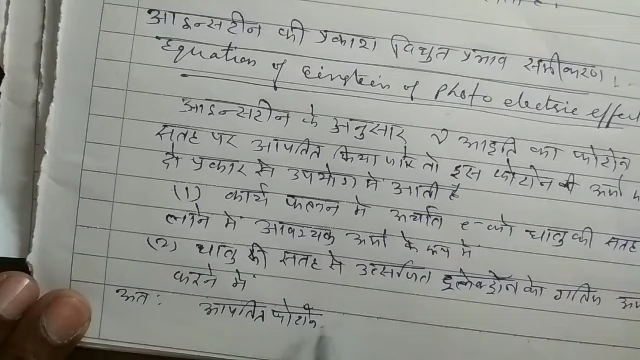 आइन्सटीन की प्रकाश विधुत प्रभाव समीकरण।
Equation of Einstein of photo electric effect
आइन्सटीन के अनुसार ν आवृति का फोटोन
सतह पर आपतित किया जाए तो इस फोटोन की ऊर्जा
दो प्रकार से उपयोग में आती है
(1) कार्य फलन में अर्थात e- को धातु की सतह
लाने में आवश्यक ऊर्जा के रूप में
(2) धातु की सतह से उत्सर्जित इलेक्ट्रोन को गतिज
करने में
अतः आपतित फोटोन